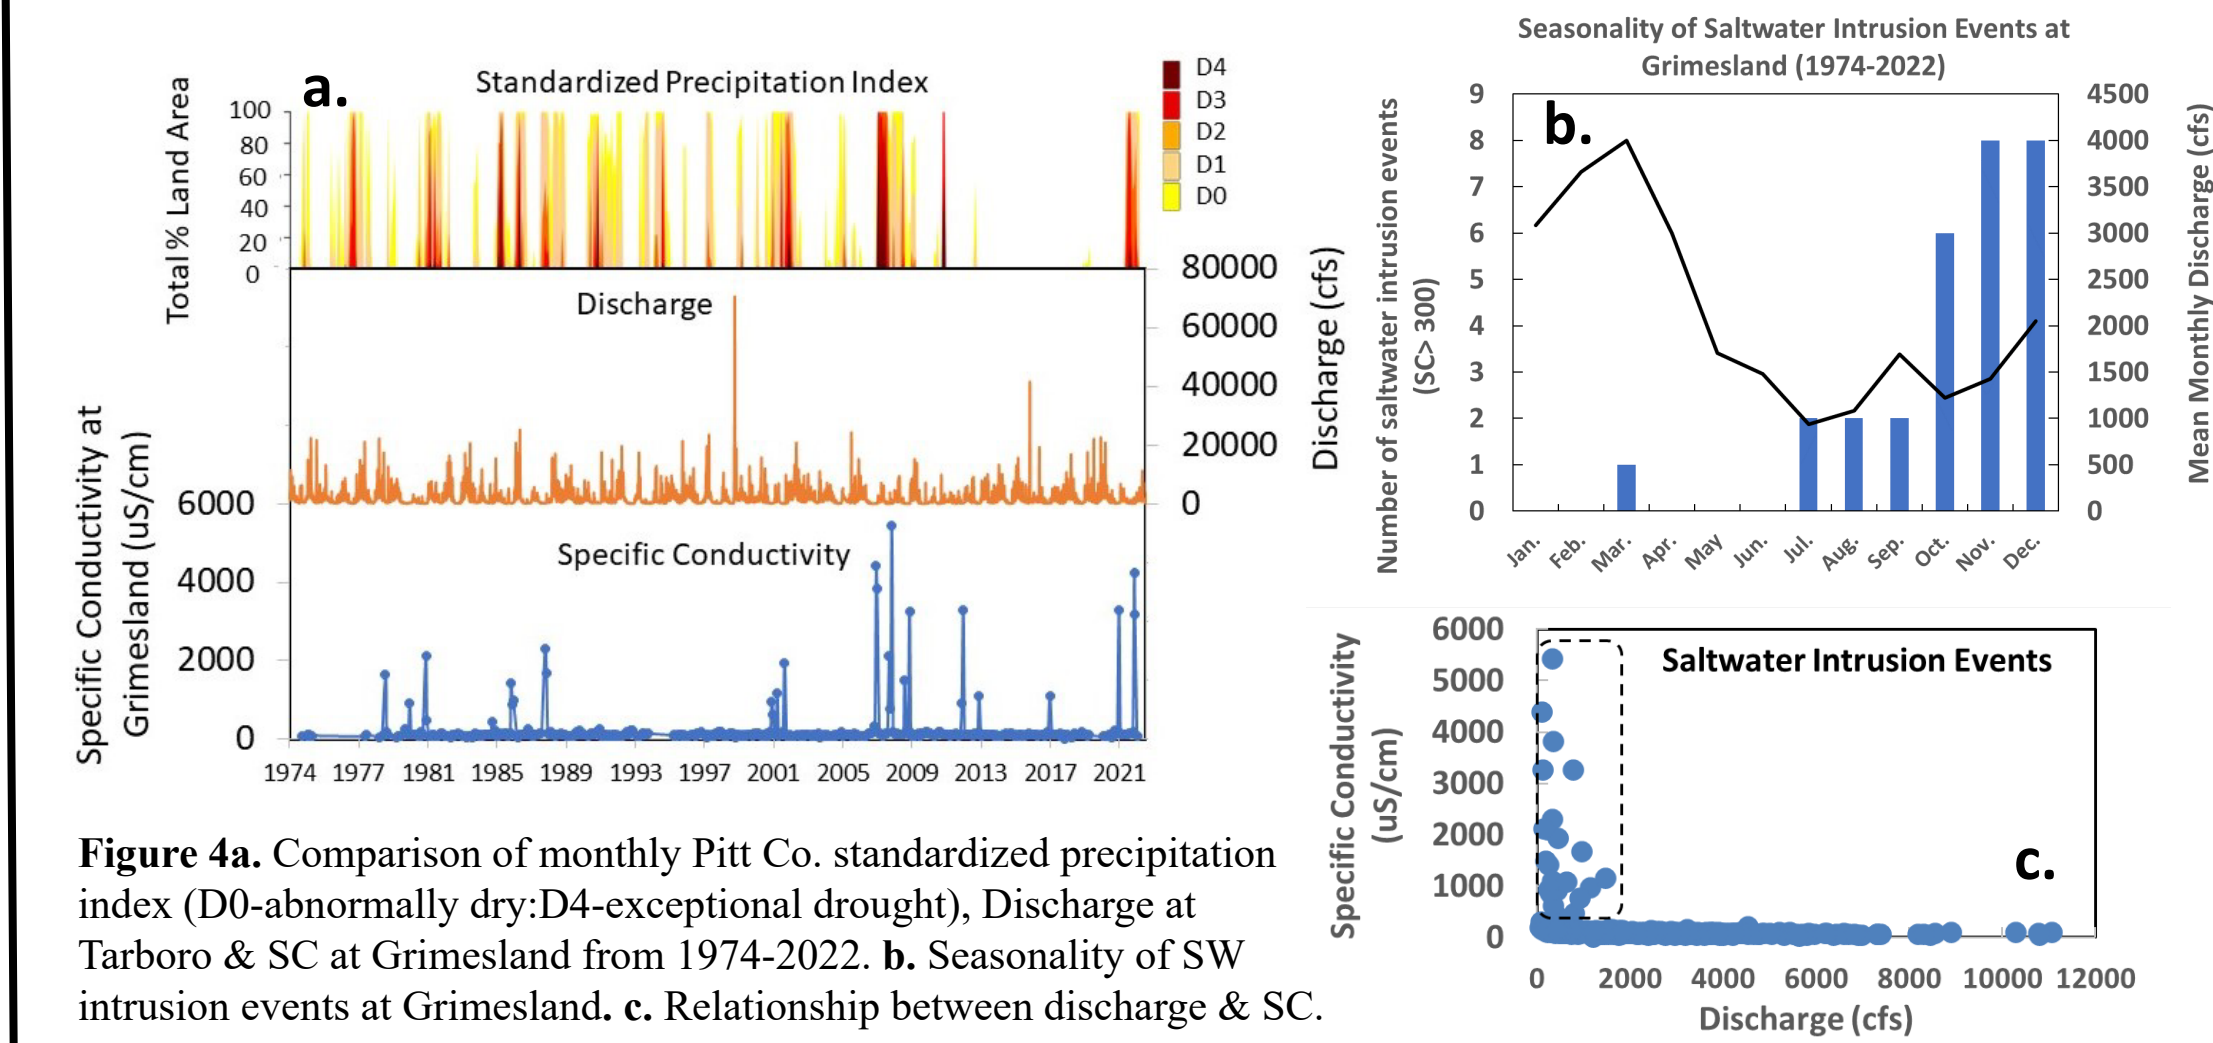 a.
Standardized Precipitation Index
Total % Land Area
100
80
60
40
20
0
D4
D3
D2
D1
D0
Discharge
80000
60000
40000
20000
0
Discharge (cfs)
Specific Conductivity
Specific Conductivity at
Grimesland (uS/cm)
6000
4000
2000
0
1974 1977 1981 1985 1989 1993 1997 2001 2005 2009 2013 2017 2021
Seasonality of Saltwater Intrusion Events at
Grimesland (1974-2022)
b.
Number of saltwater intrusion events
(SC> 300)
9
8
7
6
5
4
3
2
1
0
4500
4000
3500
3000
2500
2000
1500
1000
500
0
Mean Monthly Discharge (cfs)
Jan. Feb. Mar. Apr. May Jun. Jul. Aug. Sep. Oct. Nov. Dec.
Saltwater Intrusion Events
c.
Specific Conductivity
(uS/cm)
6000
5000
4000
3000
2000
1000
0
0 2000 4000 6000 8000 10000 12000
Discharge (cfs)
Figure 4a. Comparison of monthly Pitt Co. standardized precipitation
index (D0-abnormally dry:D4-exceptional drought), Discharge at
Tarboro & SC at Grimesland from 1974-2022. b. Seasonality of SW
intrusion events at Grimesland. c. Relationship between discharge & SC.